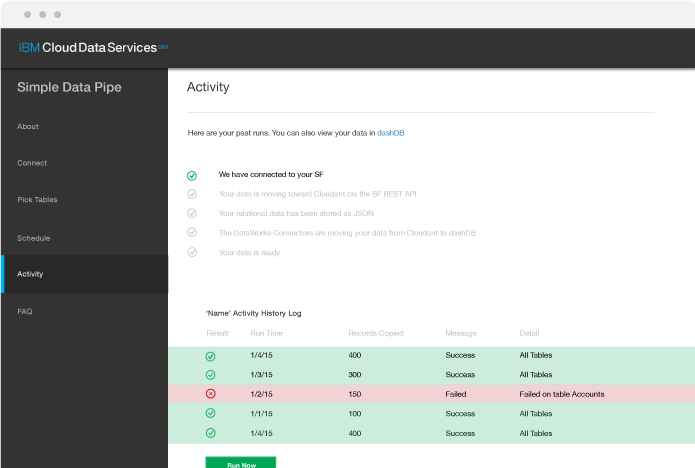 IBM Cloud Data Services DEV
Simple Data Pipe
About
Connect
Pick Tables
Schedule
Activity
FAQ
Activity
Here are your past runs. You can also view your data in dashDB
We have connected to your SF
Your data is moving toward Cloudant cia the SF REST API
Your relational data has been stored as JSON
The DataWorks Connectors are moving your data from Cloudant to dashDB
Your data is ready
'Name' Activity History Log
Result Run Time Records Copied Message Detail
1/4/15 400 Success All Tables
1/3/15 300 Success All Tables
1/2/15 150 Failed Failed on table Accounts
1/1/15 100 Success All Tables
1/4/15 400 Success All Tables
Run Now